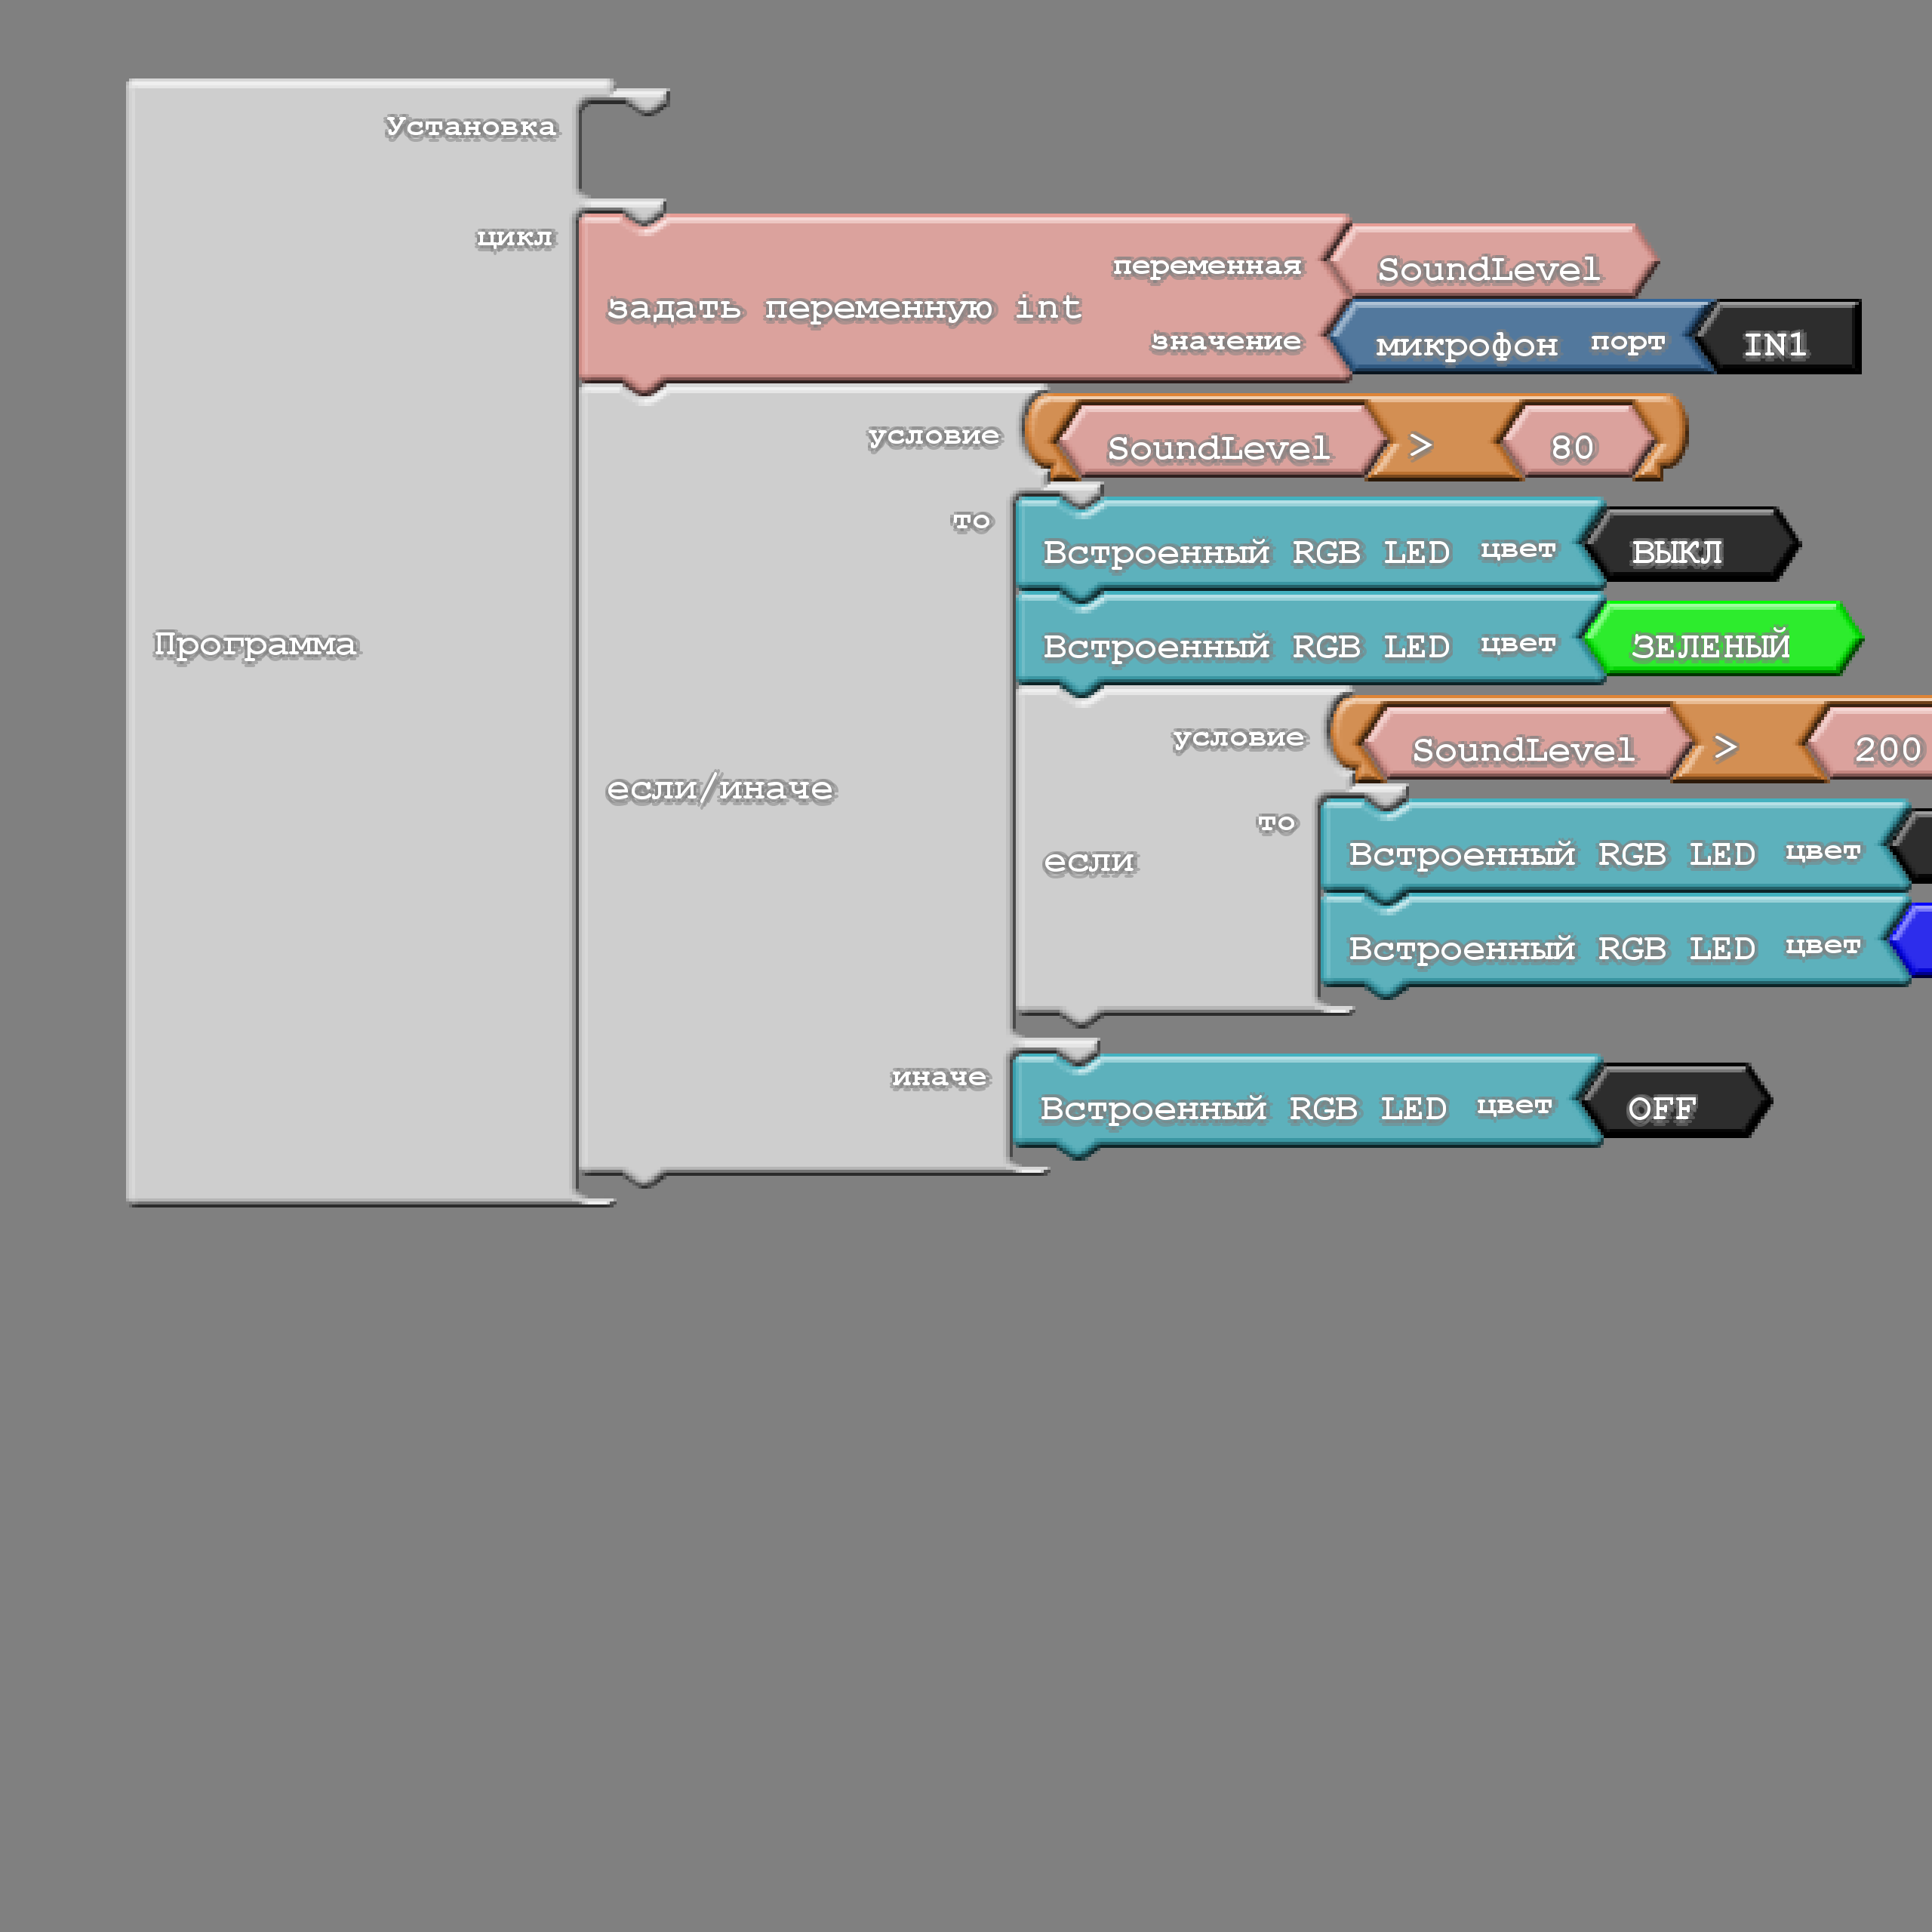 Установка
цикл
переменная SoundLevel
задать переменную int
значение микрофон порт IN1
условие SoundLevel > 80
то
Встроенный RGB LED цвет ВЫКЛ
Программа
Встроенный RGB LED цвет ЗЕЛЕНЫЙ
условие SoundLevel > 200
если/иначе
то
Встроенный RGB LED цвет
если
Встроенный RGB LED цвет
иначе
Встроенный RGB LED цвет OFF